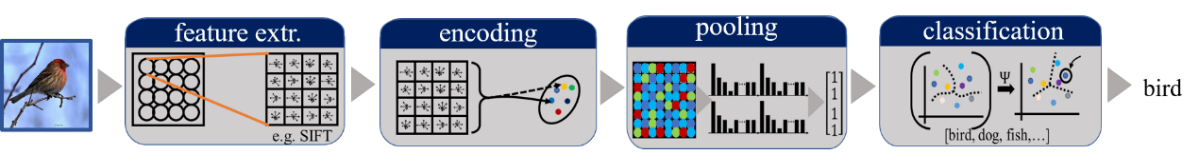 feature extr.
e.g. SIFT
encoding
pooling
1
1
1
1
classification
Ψ
[bird, dog, fish,...]
bird